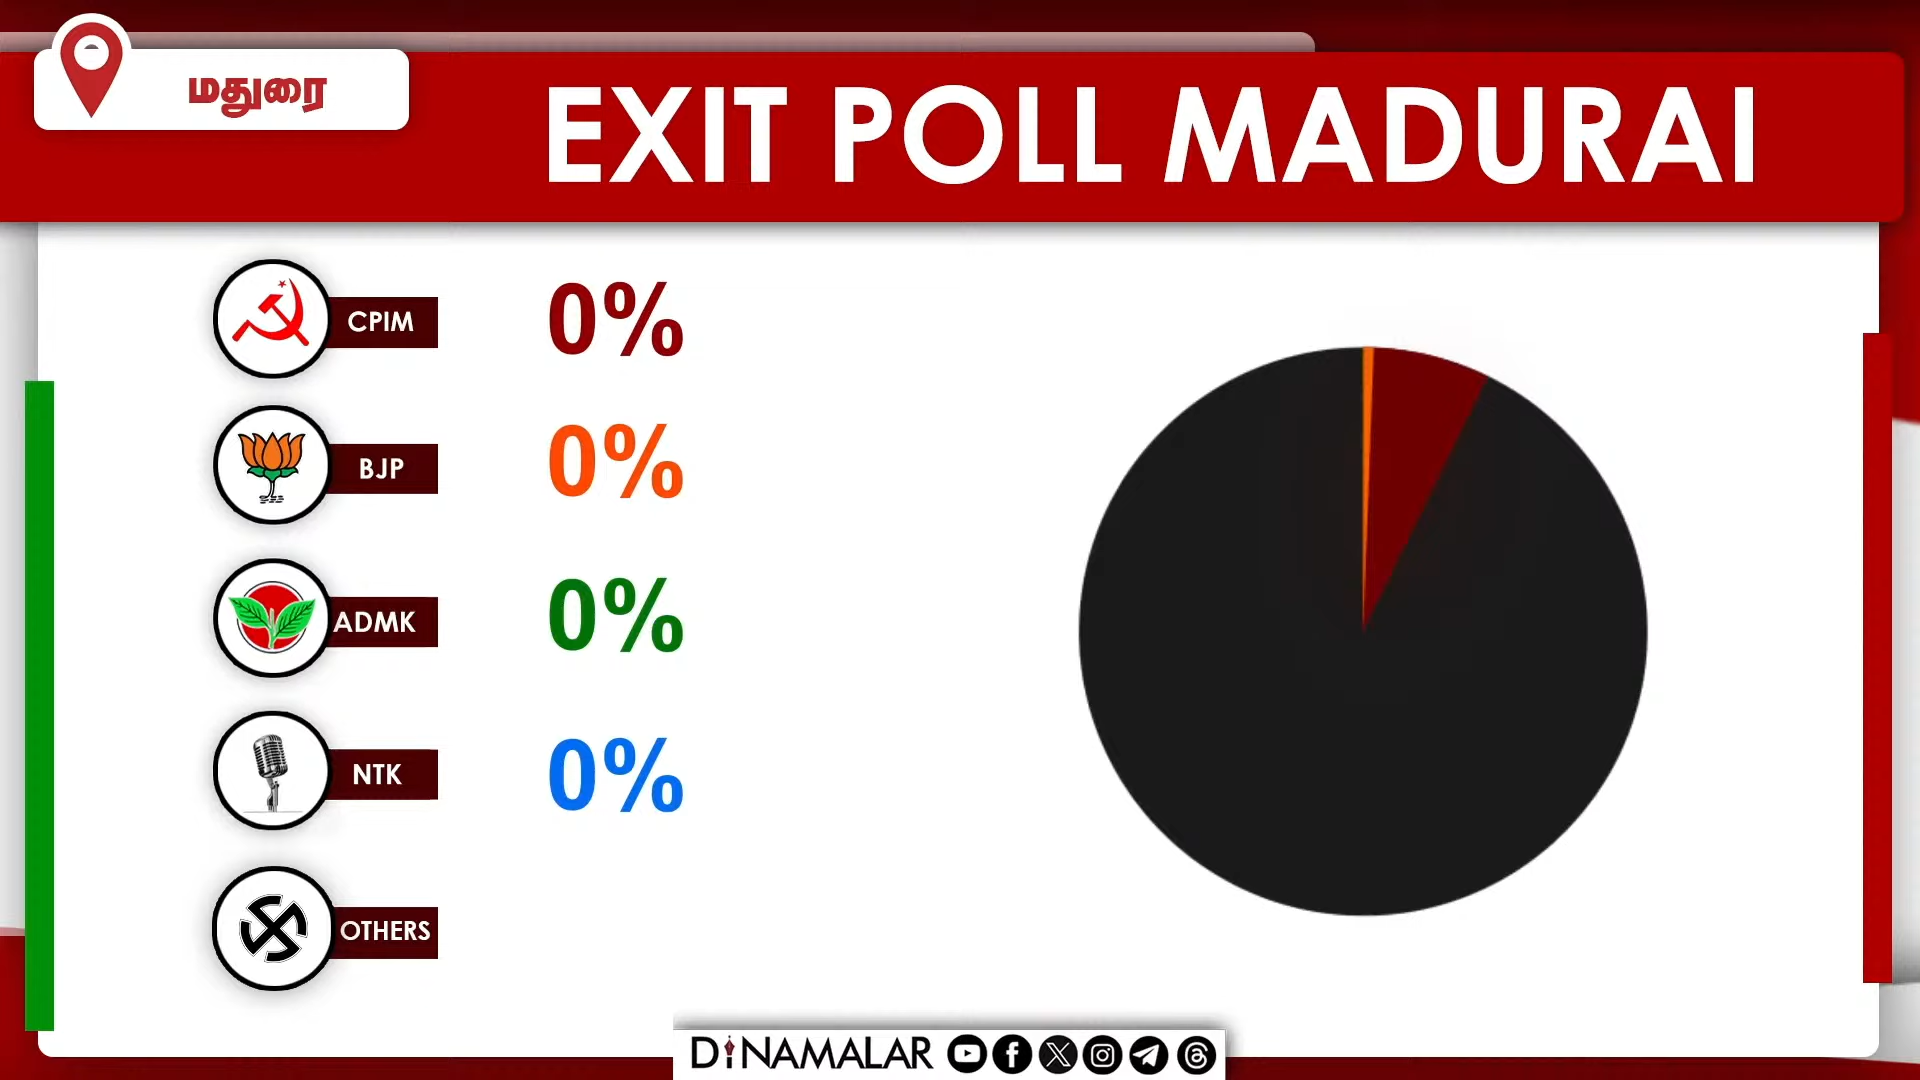 மதுரை
EXIT POLL MADURAI
CPIM 0%
BJP 0%
ADMK 0%
NTK 0%
OTHERS
DINAMALAR